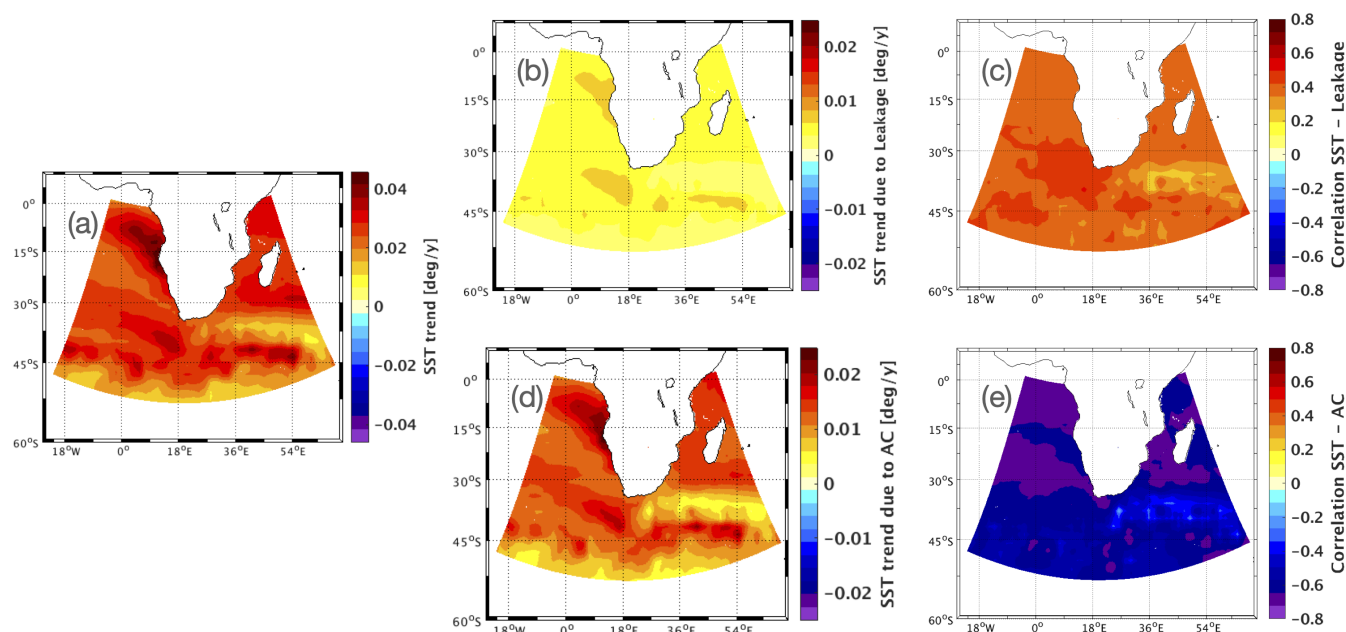 (a)
0°
15°S
30°S
45°S
60°S
18°W
0°
18°E
36°E
54°E
0.04
0.02
0
−0.02
−0.04
SST trend [deg/y]
(b)
0°
15°S
30°S
45°S
60°S
18°W
0°
18°E
36°E
54°E
0.02
0.01
0
−0.01
−0.02
SST trend due to Leakage [deg/y]
(c)
0°
15°S
30°S
45°S
60°S
18°W
0°
18°E
36°E
54°E
0.8
0.6
0.4
0.2
0
−0.2
−0.4
−0.6
−0.8
Correlation SST − Leakage
(d)
0°
15°S
30°S
45°S
60°S
18°W
0°
18°E
36°E
54°E
0.02
0.01
0
−0.01
−0.02
SST trend due to AC [deg/y]
(e)
0°
15°S
30°S
45°S
60°S
18°W
0°
18°E
36°E
54°E
0.8
0.6
0.4
0.2
0
−0.2
−0.4
−0.6
−0.8
Correlation SST − AC